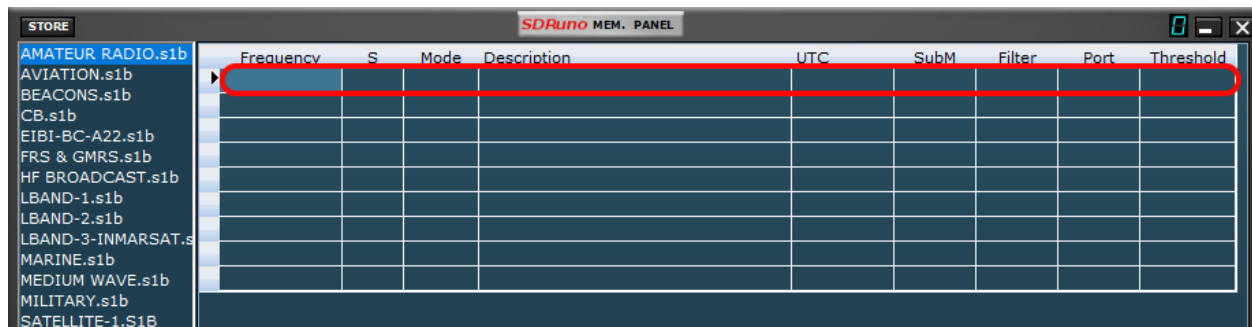 STORE
SDRuno MEM. PANEL
8
Frequency S Mode Description UTC SubM Filter Port Threshold
AMATEUR RADIO.s1b
AVIATION.s1b
BEACONS.s1b
CB.s1b
EIBI-BC-A22.s1b
FRS & GMRS.s1b
HF BROADCAST.s1b
LBAND-1.s1b
LBAND-2.s1b
LBAND-3-INMARSAT.s
MARINE.s1b
MEDIUM WAVE.s1b
MILITARY.s1b
SATELLITE-1.S1B